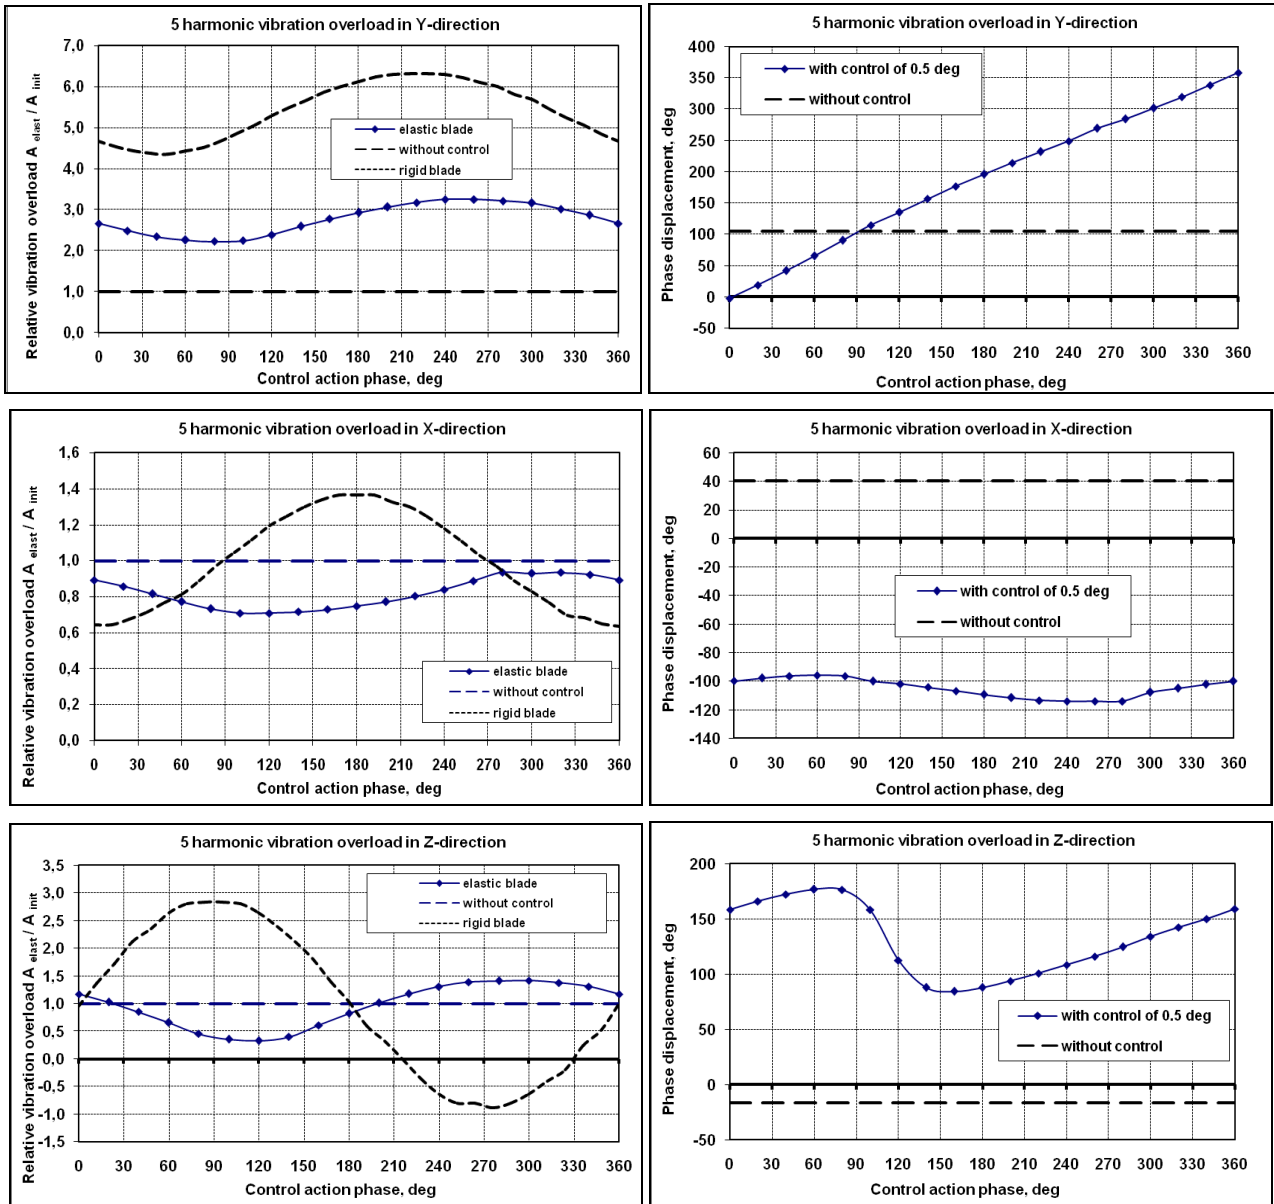 5 harmonic vibration overload in Y-direction
Relative vibration overload A elast / A init
7,0
6,0
5,0
4,0
3,0
2,0
1,0
0,0
elastic blade
without control
rigid blade
0 30 60 90 120 150 180 210 240 270 300 330 360
Control action phase, deg
5 harmonic vibration overload in Y-direction
Phase displacement, deg
400
350
300
250
200
150
100
50
0
-50
with control of 0.5 deg
without control
0 30 60 90 120 150 180 210 240 270 300 330 360
Control action phase, deg
5 harmonic vibration overload in X-direction
Relative vibration overload A elast / A init
1,6
1,4
1,2
1,0
0,8
0,6
0,4
0,2
0,0
elastic blade
without control
rigid blade
0 30 60 90 120 150 180 210 240 270 300 330 360
Control action phase, deg
5 harmonic vibration overload in X-direction
Phase displacement, deg
60
40
20
0
-20
-40
-60
-80
-100
-120
-140
with control of 0.5 deg
without control
0 30 60 90 120 150 180 210 240 270 300 330 360
Control action phase, deg
5 harmonic vibration overload in Z-direction
Relative vibration overload A elast / A init
3,5
3,0
2,5
2,0
1,5
1,0
0,5
0,0
-0,5
-1,0
-1,5
elastic blade
without control
rigid blade
0 30 60 90 120 150 180 210 240 270 300 330 360
Control action phase, deg
5 harmonic vibration overload in Z-direction
Phase displacement, deg
200
150
100
50
0
-50
with control of 0.5 deg
without control
0 30 60 90 120 150 180 210 240 270 300 330 360
Control action phase, deg